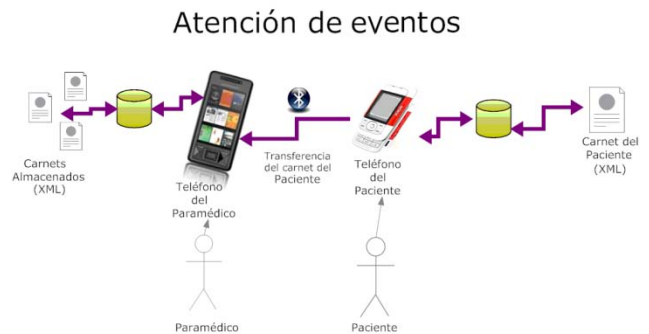 Atención de eventos
Carnets
Almacenados
(XML)
Teléfono
del
Paramédico
Transferencia
del carnet del
Paciente
Teléfono
del
Paciente
Carnet del
Paciente
(XML)
Paramédico
Paciente